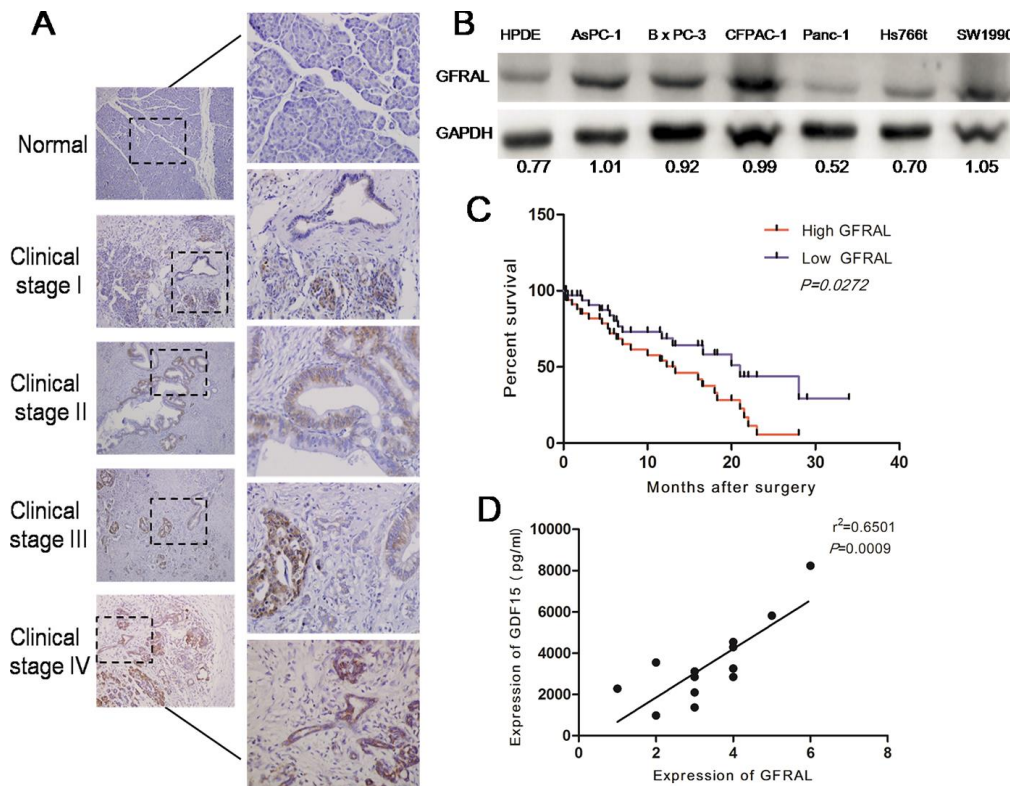 A
Normal
Clinical
stage I
Clinical
stage II
Clinical
stage III
Clinical
stage IV
B
HPDE AsPC-1 B x PC-3 CFPAC-1 Panc-1 Hs766t SW1990
GFRAL
GAPDH
0.77 1.01 0.92 0.99 0.52 0.70 1.05
C
150
100
50
0
Percent survival
High GFRAL
Low GFRAL
P=0.0272
0 10 20 30 40
Months after surgery
D
10000
8000
6000
4000
2000
0
Expression of GDF15 ( pg/ml)
r²=0.6501
P=0.0009
0 2 4 6 8
Expression of GFRAL